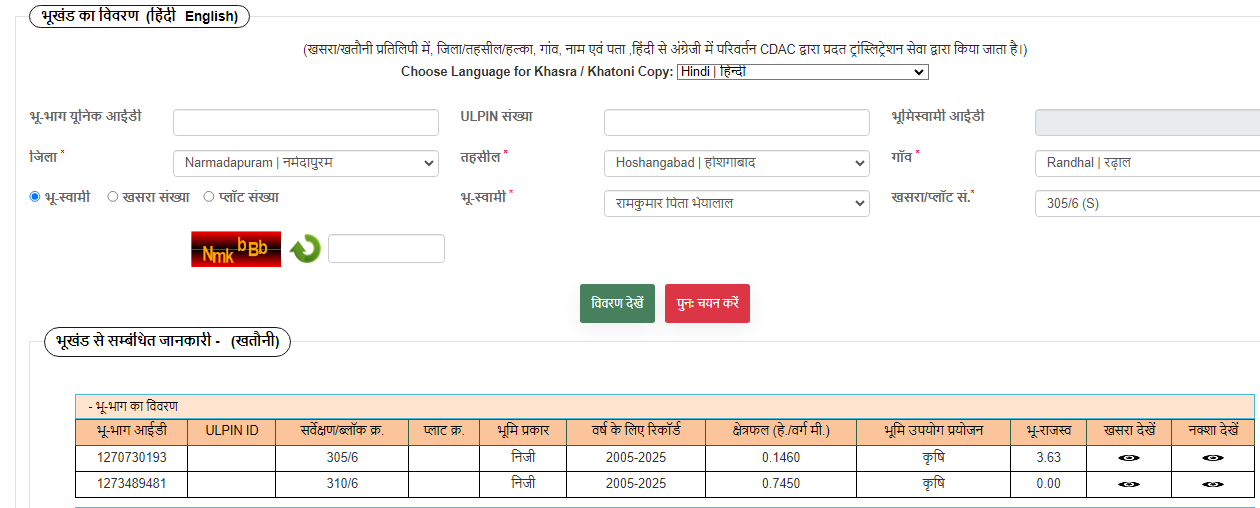 भूखंड का विवरण (हिंदी English)
(खसरा/खतौनी प्रतिलिपी में, जिला/तहसील/हल्का, गांव, नाम एवं पता ,हिंदी से अंग्रेजी में परिवर्तन CDAC द्वारा प्रदत ट्रांस्लिट्रेशन सेवा द्वारा किया जाता है।)
Choose Language for Khasra / Khatoni Copy: Hindi | हिन्दी
भू-भाग यूनिक आईडी ULPIN संख्या भूमिस्वामी आईडी
जिला * Narmadapuram | नर्मदापुरम तहसील * Hoshangabad | होशंगाबाद गाँव * Randhal | रढ़ाल
भू-स्वामी खसरा संख्या प्लॉट संख्या भू-स्वामी * रामकुमार पिता भैयालाल खसरा/प्लॉट सं.* 305/6 (S)
Nmk bBb
विवरण देखें पुनः चयन करें
भूखंड से सम्बंधित जानकारी - (खतौनी)
- भू-भाग का विवरण
भू-भाग आईडी ULPIN ID सर्वेक्षण/ब्लॉक क्र. प्लाट क्र. भूमि प्रकार वर्ष के लिए रिकॉर्ड क्षेत्रफल (हे./वर्ग मी.) भूमि उपयोग प्रयोजन भू-राजस्व खसरा देखें नक्शा देखें
1270730193 305/6 निजी 2005-2025 0.1460 कृषि 3.63
1273489481 310/6 निजी 2005-2025 0.7450 कृषि 0.00